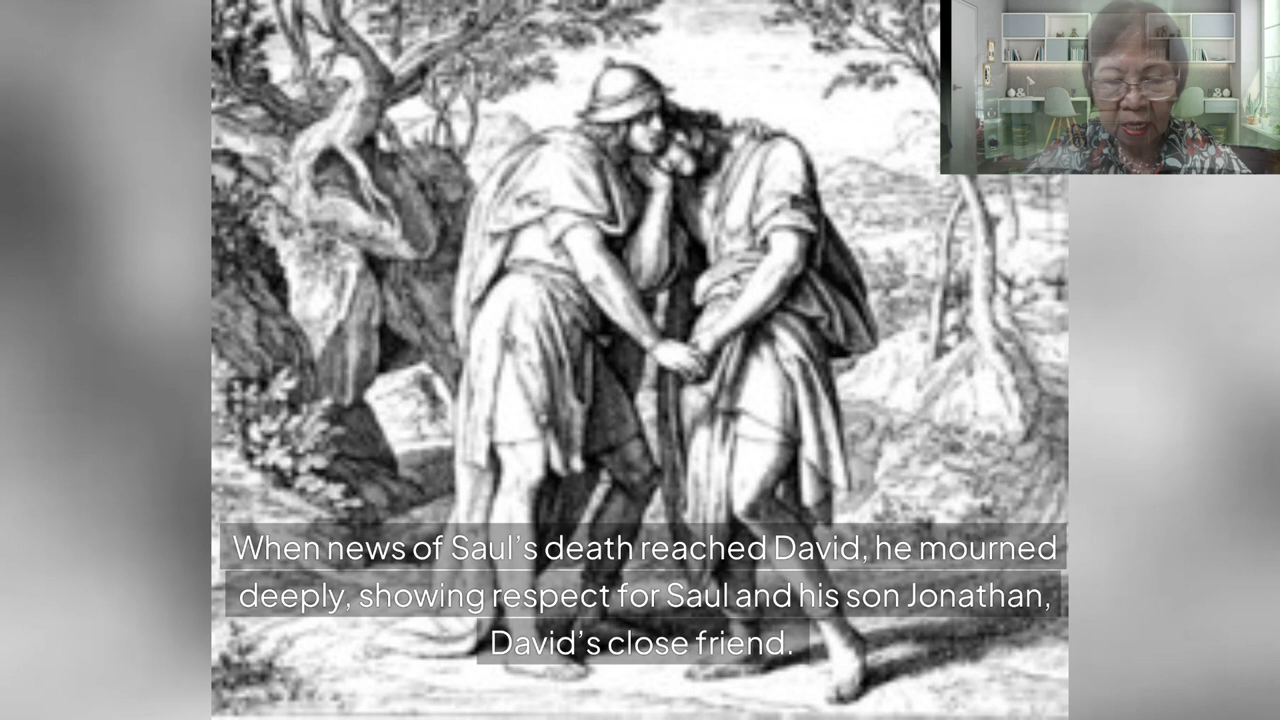 When news of Saul’s death reached David, he mourned
deeply, showing respect for Saul and his son Jonathan,
David’s close friend.